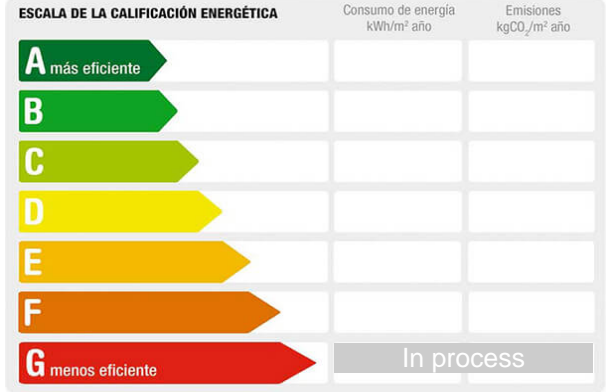 ESCALA DE LA CALIFICACIÓN ENERGÉTICA
Consumo de energía
kWh/m² año
Emisiones
kgCO₂/m² año
A más eficiente
B
C
D
E
F
G menos eficiente
In process